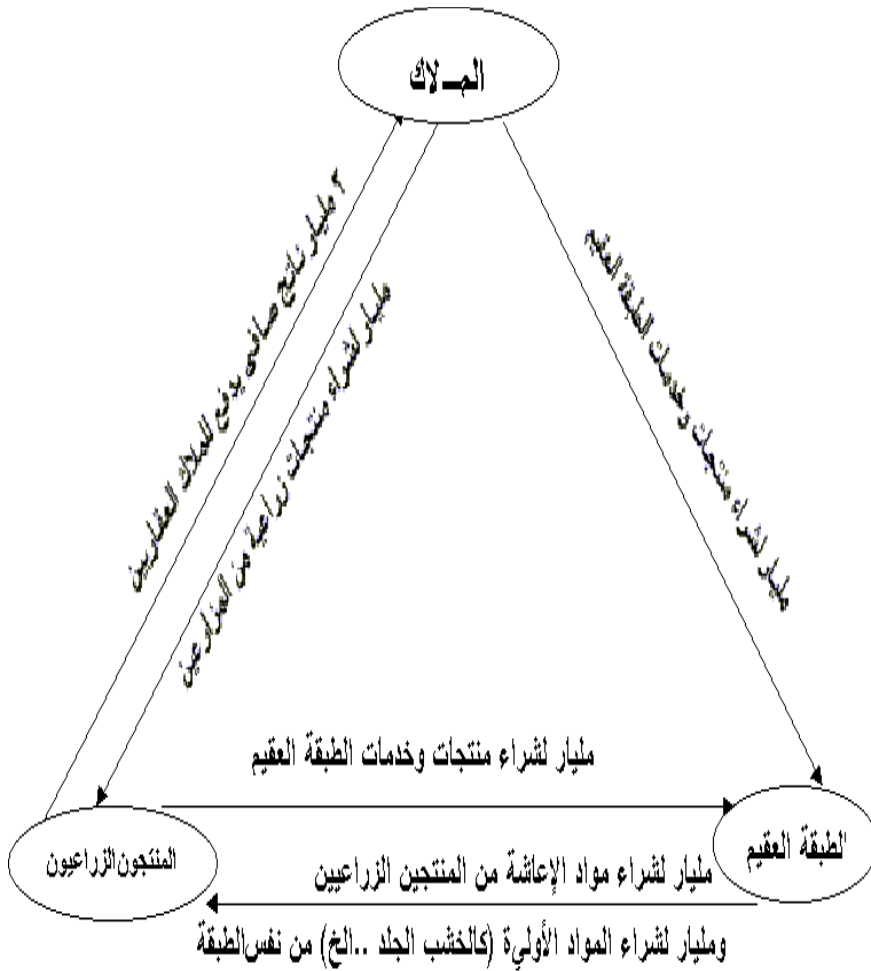 المـــلاك
٢ مليار ناتج صافى يدفع للملاك العقاريين
مليار لشراء منتجات زراعية من المزارعين
مليار لشراء منتجات وخدمات الطبقة العقيم
مليار لشراء منتجات وخدمات الطبقة العقيم
المنتجون الزراعيون
الطبقة العقيم
مليار لشراء مواد الإعاشة من المنتجين الزراعيين
ومليار لشراء المواد الأولية (كالخشب الجلد ..الخ) من نفس الطبقة